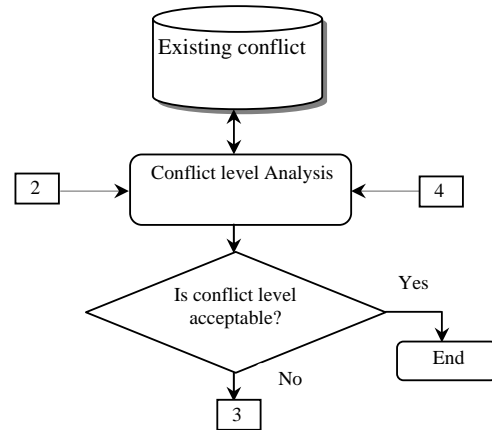 Existing conflict
Conflict level Analysis
2
4
Is conflict level
acceptable?
Yes
End
No
3